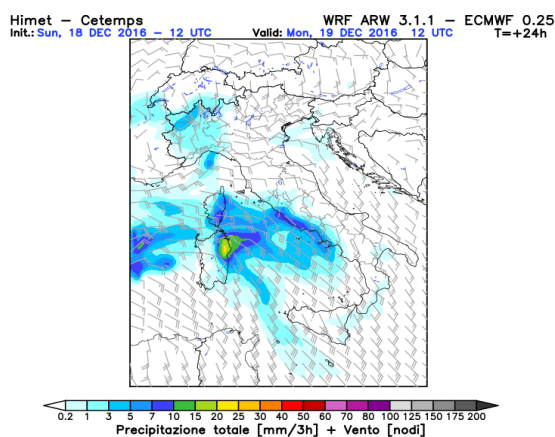 Himet – Cetemps WRF ARW 3.1.1 – ECMWF 0.25
Init.: Sun, 18 DEC 2016 – 12 UTC Valid: Mon, 19 DEC 2016 12 UTC T=+24h
0.2 1 3 5 7 10 15 20 25 30 40 50 60 70 80 100 125 150 175 200
Precipitazione totale [mm/3h] + Vento [nodi]